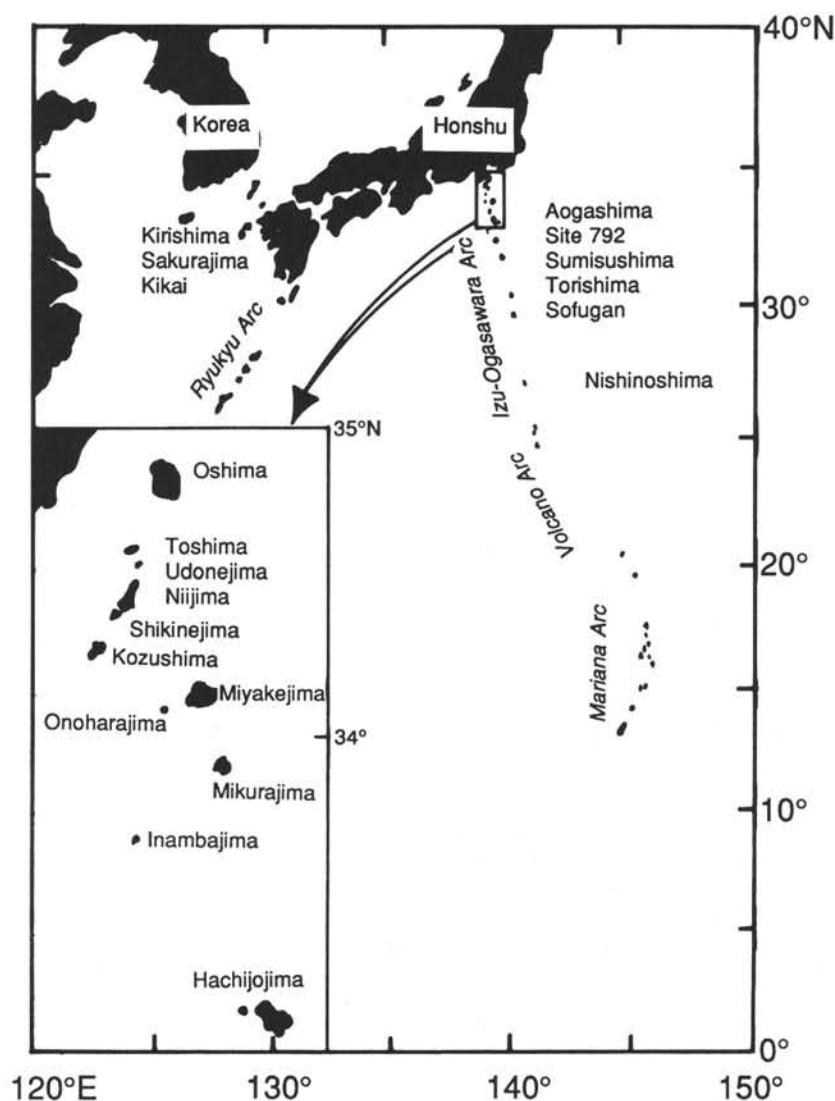 40°N
Korea
Honshu
Kirishima
Sakurajima
Kikai
Aogashima
Site 792
Sumisushima
Torishima
Sofugan
Ryukyu Arc
Izu-Ogasawara Arc
30°
Nishinoshima
35°N
Oshima
Volcano Arc
Toshima
Udonejima
Niijima
Shikinejima
Kozushima
20°
Mariana Arc
Miyakejima
Onoharajima
34°
Mikurajima
10°
Inambajima
Hachijojima
0°
120°E
130°
140°
150°